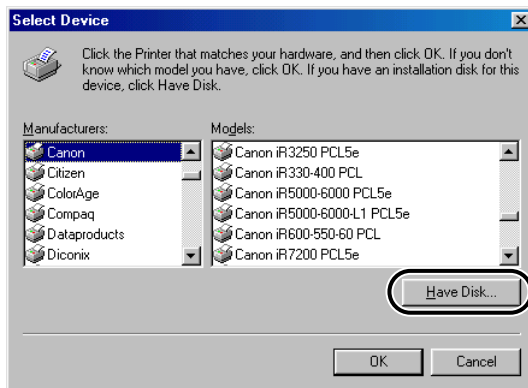 Select Device
Click the Printer that matches your hardware, and then click OK. If you don't
know which model you have, click OK. If you have an installation disk for this
device, click Have Disk.
Manufacturers:
Models:
Canon
Citizen
ColorAge
Compaq
Dataproducts
Diconix
Canon iR3250 PCL5e
Canon iR330-400 PCL
Canon iR5000-6000 PCL5e
Canon iR5000-6000-L1 PCL5e
Canon iR600-550-60 PCL
Canon iR7200 PCL5e
Have Disk...
OK
Cancel